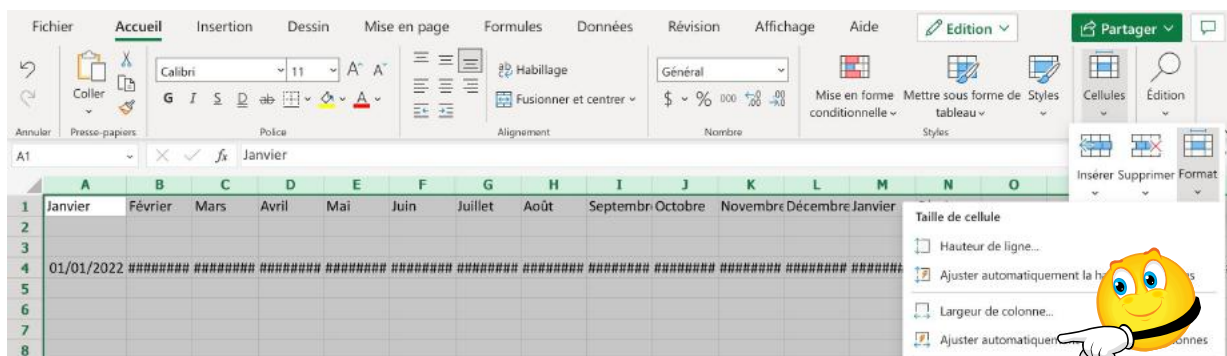 Fichier Accueil Insertion Dessin Mise en page Formules Données Révision Affichage Aide Edition Partager
Coller Calibri 11 A A Habillage Général Mise en forme conditionnelle Mettre sous forme de tableau Styles Cellules Édition
G I S D ab A Fusionner et centrer $ % 000
Annuler Presse-papiers Police Alignement Nombre Styles
A1 fx Janvier
Insérer Supprimer Format
A B C D E F G H I J K L M N O
1 Janvier Février Mars Avril Mai Juin Juillet Août Septembr Octobre Novembre Décembre Janvier
Taille de cellule
2
3
Hauteur de ligne...
4 01/01/2022 ######## ######## ######## ######## ######## ######## ######## ######## ######## ######## ######## #######
Ajuster automatiquement la
5
6
Largeur de colonne...
7
Ajuster
8